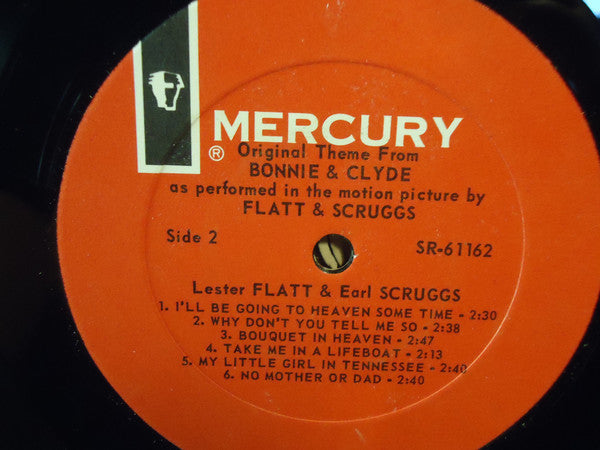 MERCURY
®
Original Theme From
BONNIE & CLYDE
as performed in the motion picture by
FLATT & SCRUGGS
Side 2
SR-61162
Lester FLATT & Earl SCRUGGS
1. I'LL BE GOING TO HEAVEN SOME TIME - 2:30
2. WHY DON'T YOU TELL ME SO - 2:38
3. BOUQUET IN HEAVEN - 2:47
4. TAKE ME IN A LIFEBOAT - 2:13
5. MY LITTLE GIRL IN TENNESSEE - 2:40
6. NO MOTHER OR DAD - 2:40